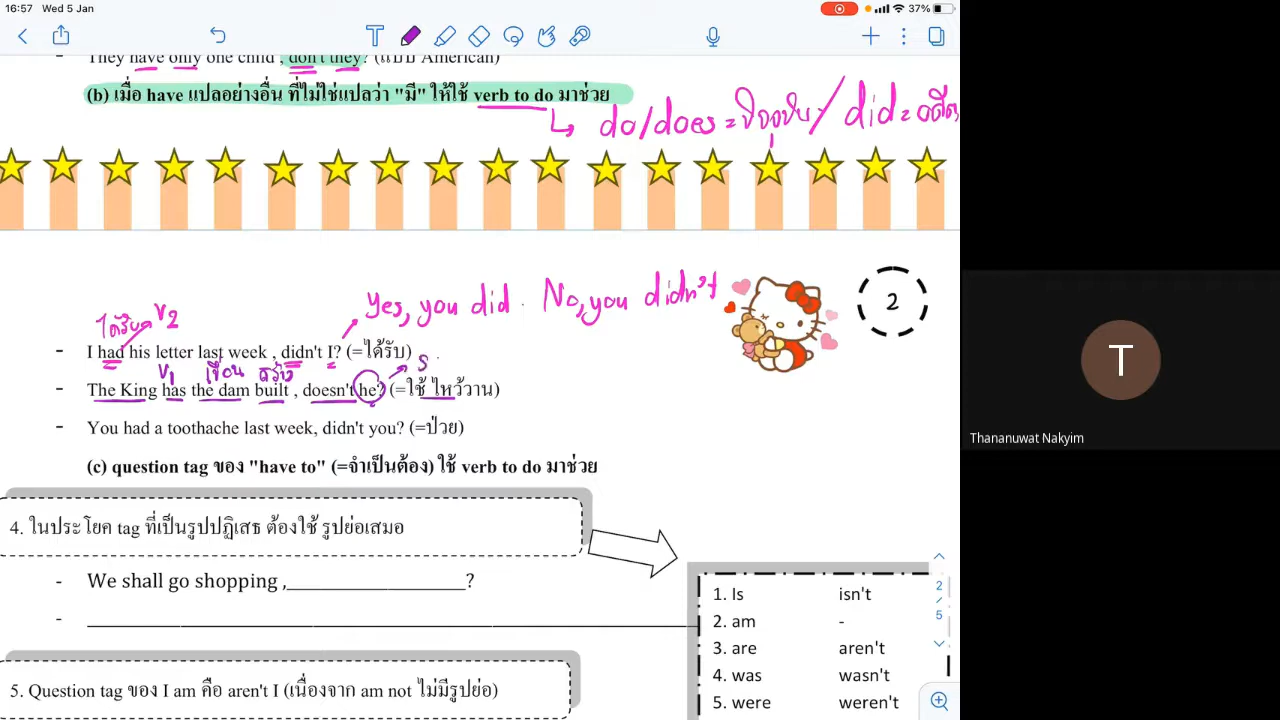 16:57 Wed 5 Jan
37%
- They have only one child , don't they? (แบบ American)
(b) เมื่อ have แปลอย่างอื่น ที่ไม่ใช่แปลว่า "มี" ให้ใช้ verb to do มาช่วย
do/does = ปัจจุบัน / did = อดีต
2
Yes, you did. No, you didn't
ได้รับ V2
- I had his letter last week , didn't I? (=ได้รับ)
V1 เขื่อน สร้าง S
- The King has the dam built , doesn't he? (=ใช้ ไหว้วาน)
- You had a toothache last week, didn't you? (=ป่วย)
(c) question tag ของ "have to" (=จำเป็นต้อง) ใช้ verb to do มาช่วย
4. ในประโยค tag ที่เป็นรูปปฏิเสธ ต้องใช้ รูปย่อเสมอ
- We shall go shopping ,____________________?
- ____________________
1. Is isn't
2. am -
3. are aren't
4. was wasn't
5. were weren't
5. Question tag ของ I am คือ aren't I (เนื่องจาก am not ไม่มีรูปย่อ)
2/5
T
Thananuwat Nakyim